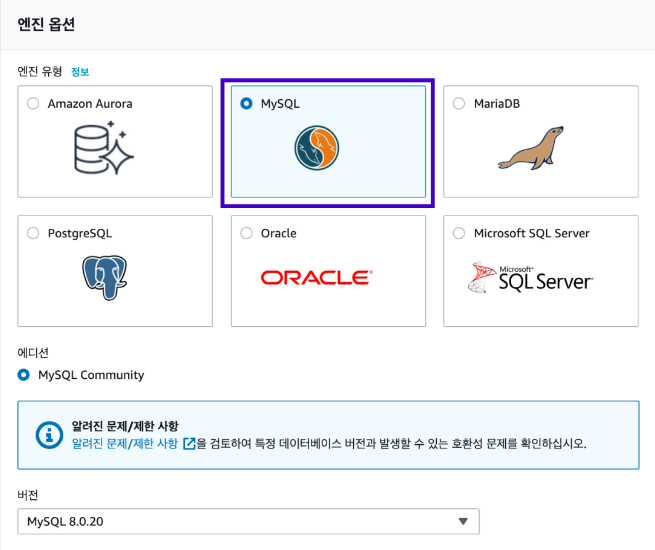 엔진 옵션
엔진 유형 정보
Amazon Aurora
MySQL
MariaDB
PostgreSQL
Oracle
Microsoft SQL Server
ORACLE
Microsoft
SQL Server
에디션
MySQL Community
알려진 문제/제한 사항
알려진 문제/제한 사항 을 검토하여 특정 데이터베이스 버전과 발생할 수 있는 호환성 문제를 확인하십시오.
버전
MySQL 8.0.20